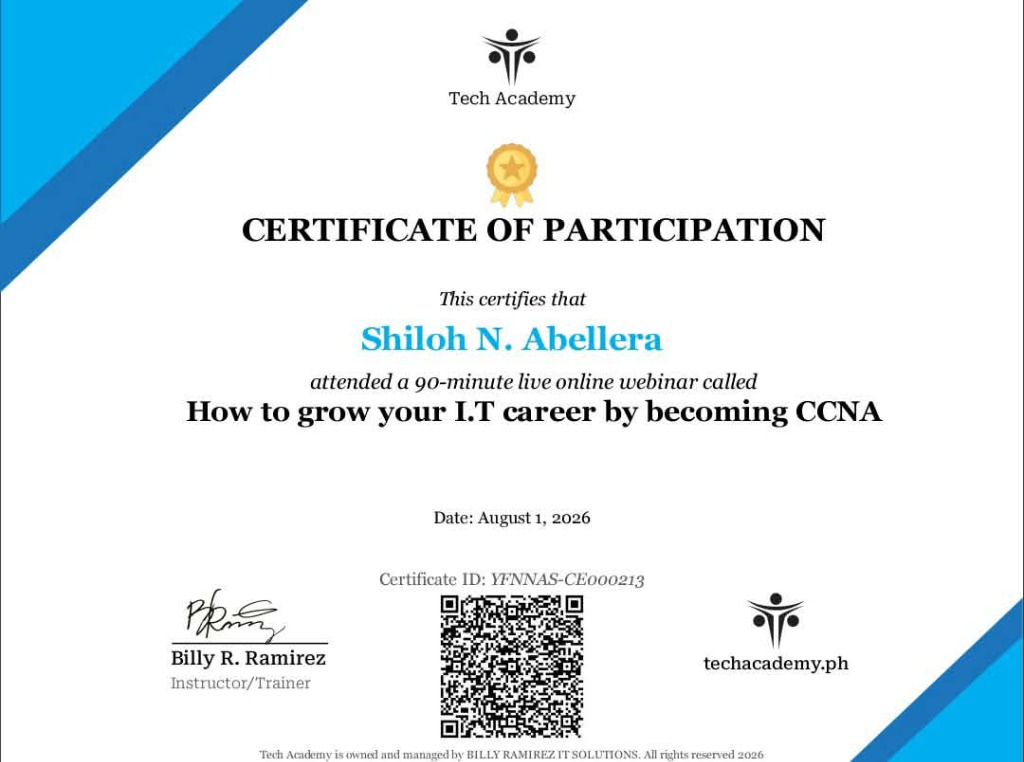 Tech Academy
CERTIFICATE OF PARTICIPATION
This certifies that
Shiloh N. Abellera
attended a 90-minute live online webinar called
How to grow your I.T career by becoming CCNA
Date: August 1, 2026
Certificate ID: YFNNAS-CE000213
Billy R. Ramirez
Instructor/Trainer
techacademy.ph
Tech Academy is owned and managed by BILLY RAMIREZ IT SOLUTIONS. All rights reserved 2026